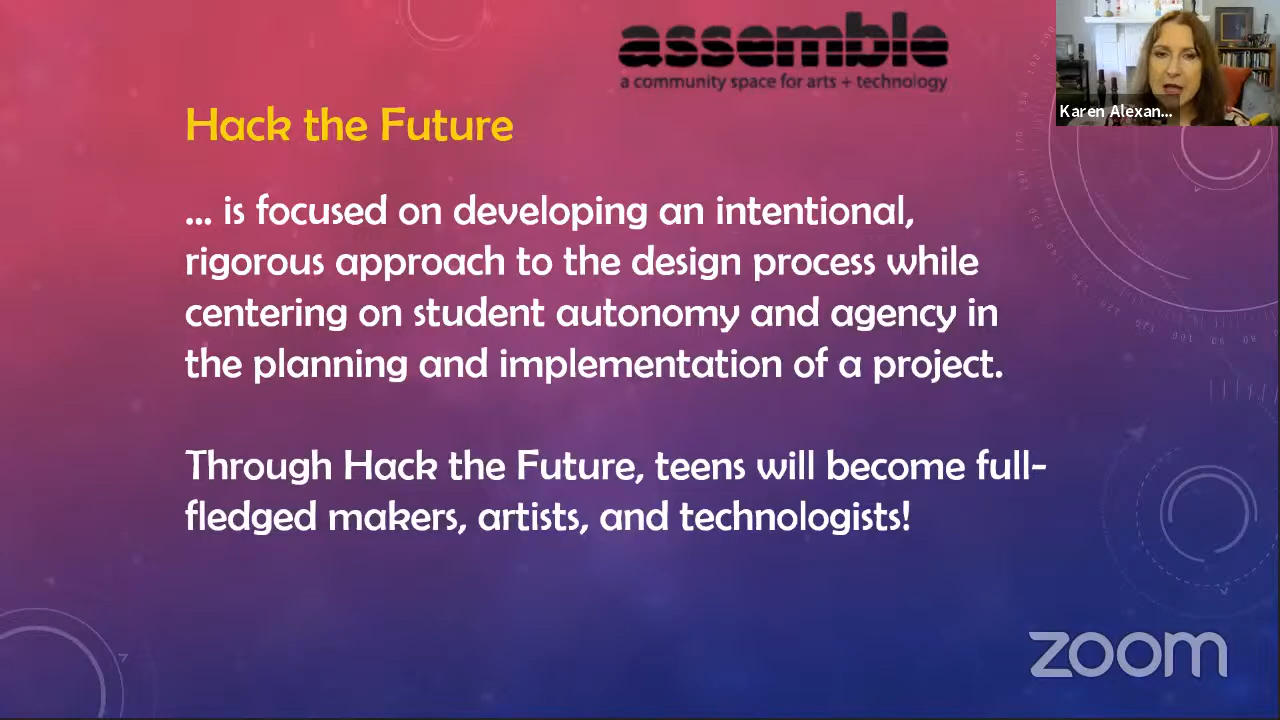 assemble
a community space for arts + technology
Karen Alexan...
Hack the Future
... is focused on developing an intentional,
rigorous approach to the design process while
centering on student autonomy and agency in
the planning and implementation of a project.
Through Hack the Future, teens will become full-
fledged makers, artists, and technologists!
zoom